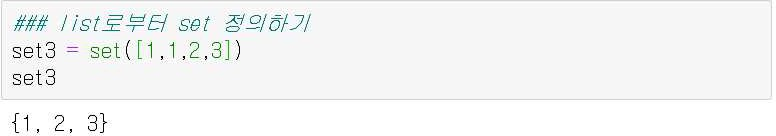 ### list로부터 set 정의하기
set3 = set([1,1,2,3])
set3
{1, 2, 3}